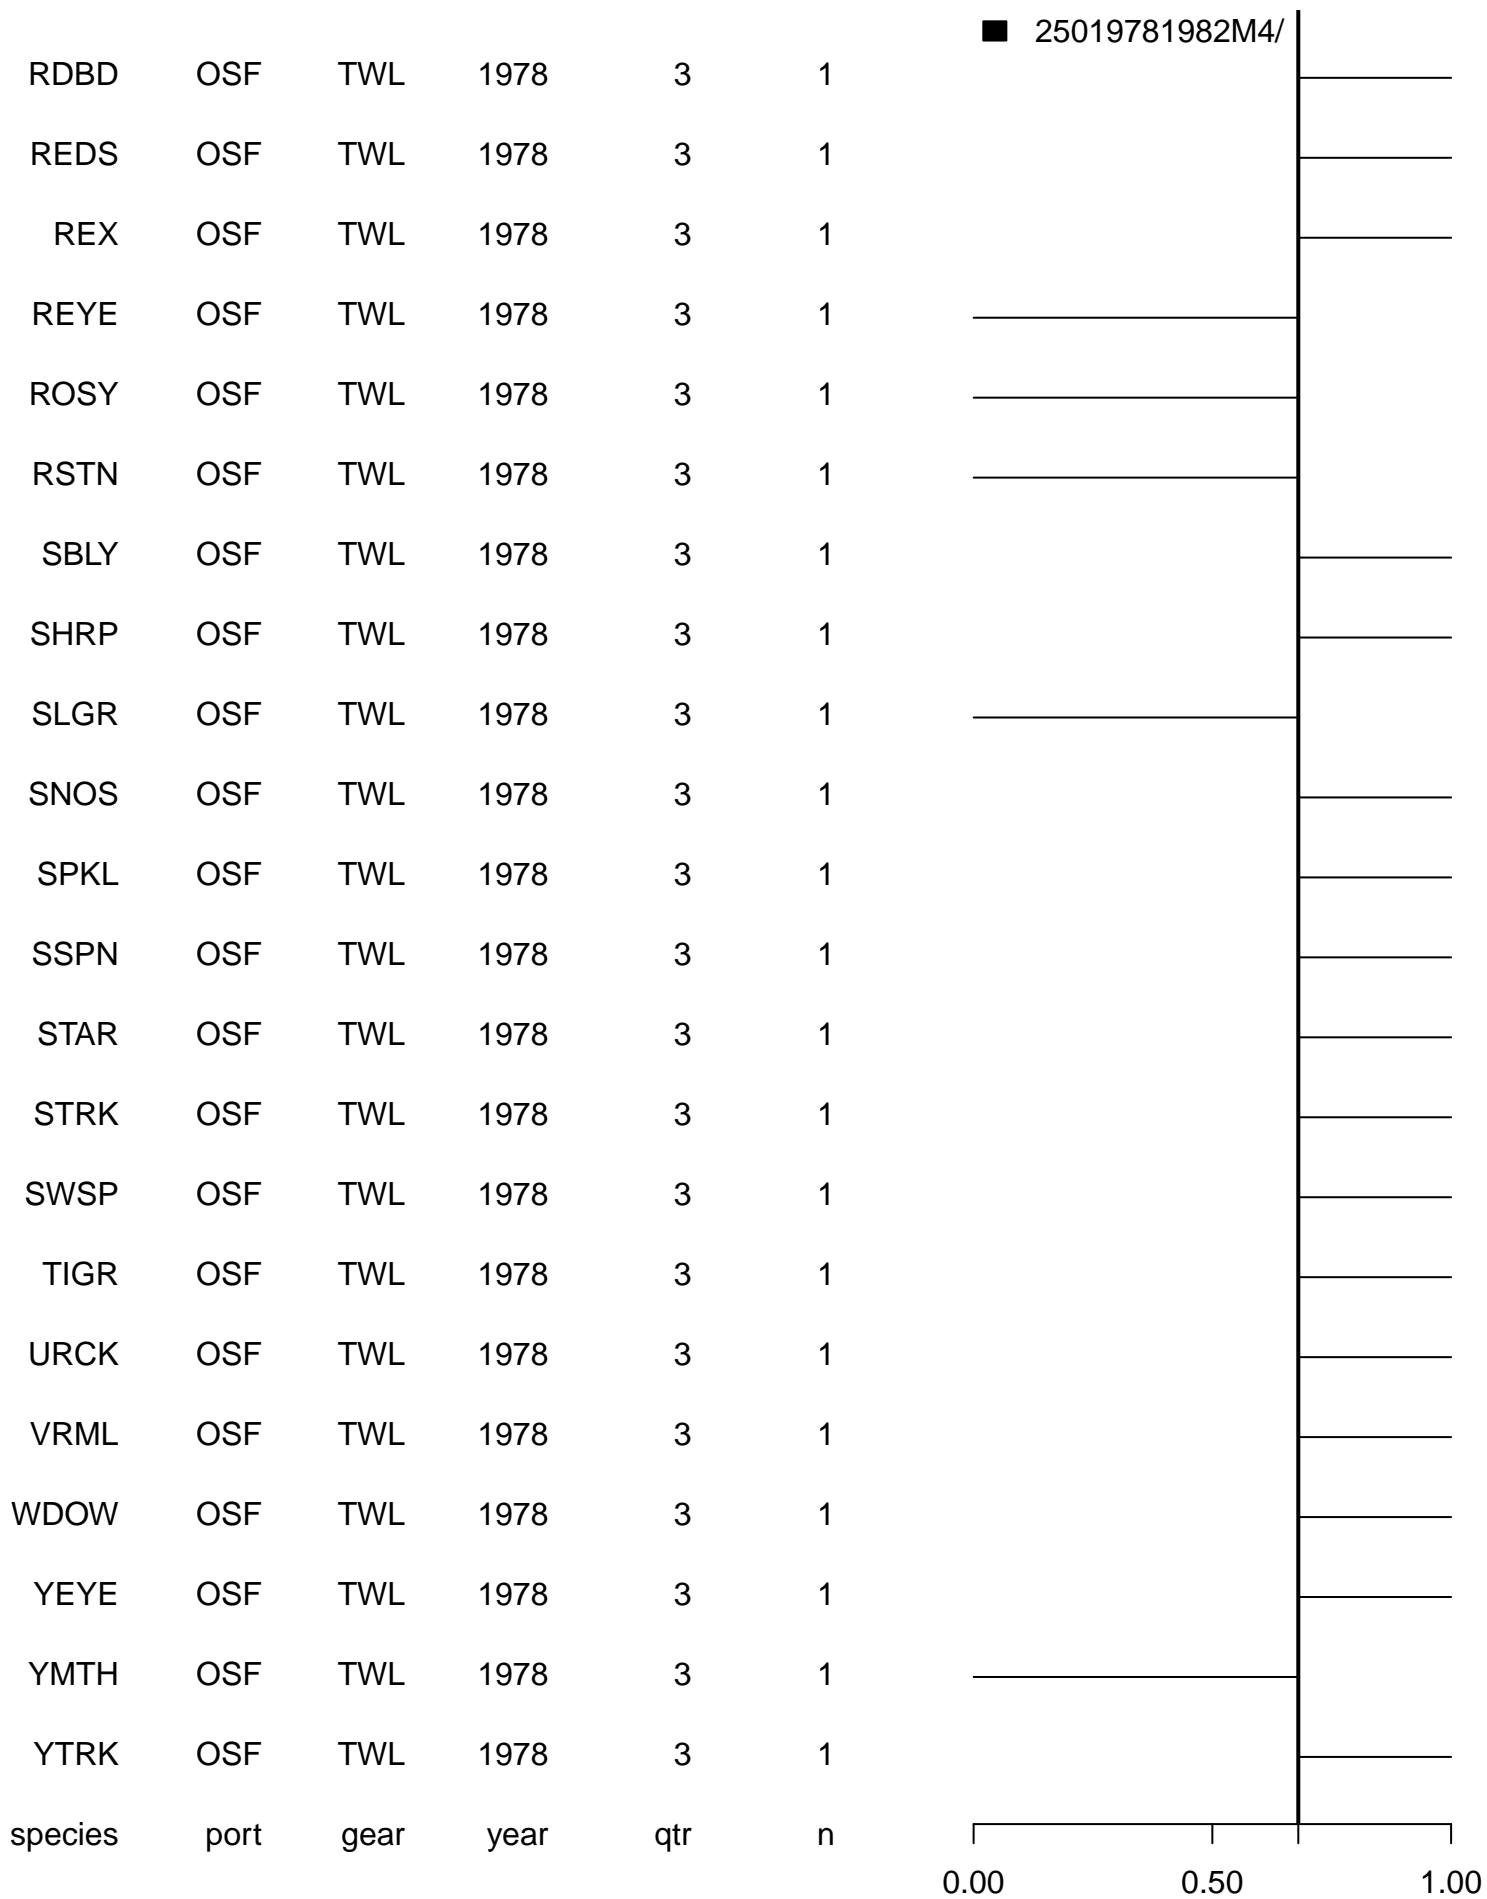 25019781982M4/
RDBD OSF TWL 1978 3 1
REDS OSF TWL 1978 3 1
REX OSF TWL 1978 3 1
REYE OSF TWL 1978 3 1
ROSY OSF TWL 1978 3 1
RSTN OSF TWL 1978 3 1
SBLY OSF TWL 1978 3 1
SHRP OSF TWL 1978 3 1
SLGR OSF TWL 1978 3 1
SNOS OSF TWL 1978 3 1
SPKL OSF TWL 1978 3 1
SSPN OSF TWL 1978 3 1
STAR OSF TWL 1978 3 1
STRK OSF TWL 1978 3 1
SWSP OSF TWL 1978 3 1
TIGR OSF TWL 1978 3 1
URCK OSF TWL 1978 3 1
VRML OSF TWL 1978 3 1
WDOW OSF TWL 1978 3 1
YEYE OSF TWL 1978 3 1
YMTH OSF TWL 1978 3 1
YTRK OSF TWL 1978 3 1
species port gear year qtr n
0.00 0.50 1.00